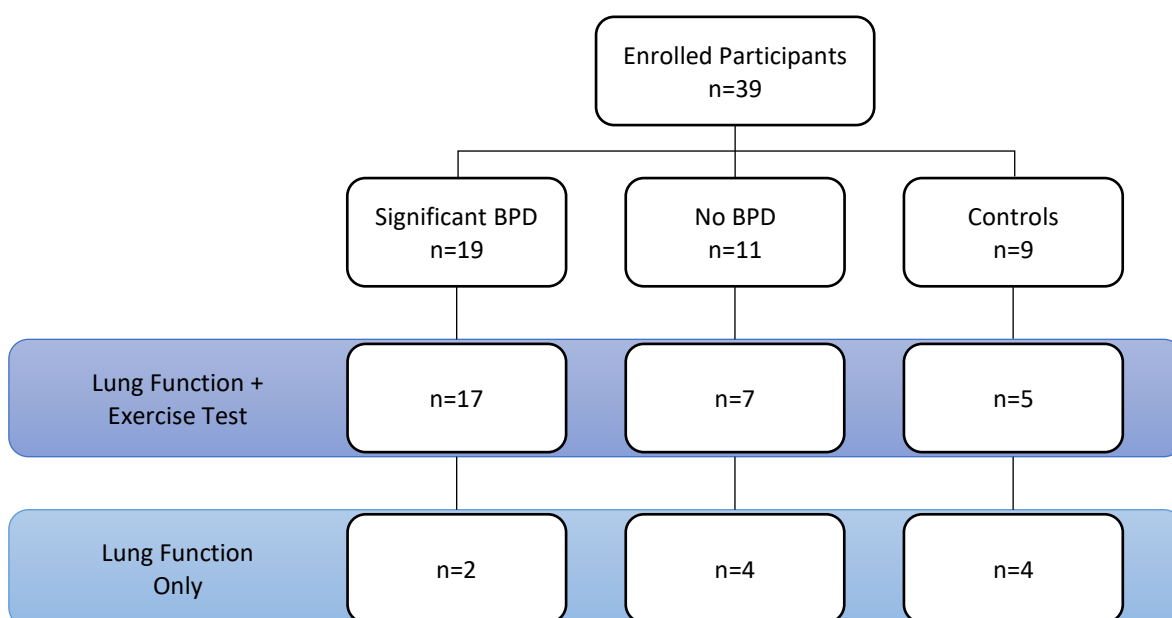 Enrolled Participants
n=39
Significant BPD
n=19
No BPD
n=11
Controls
n=9
Lung Function +
Exercise Test
n=17
n=7
n=5
Lung Function
Only
n=2
n=4
n=4